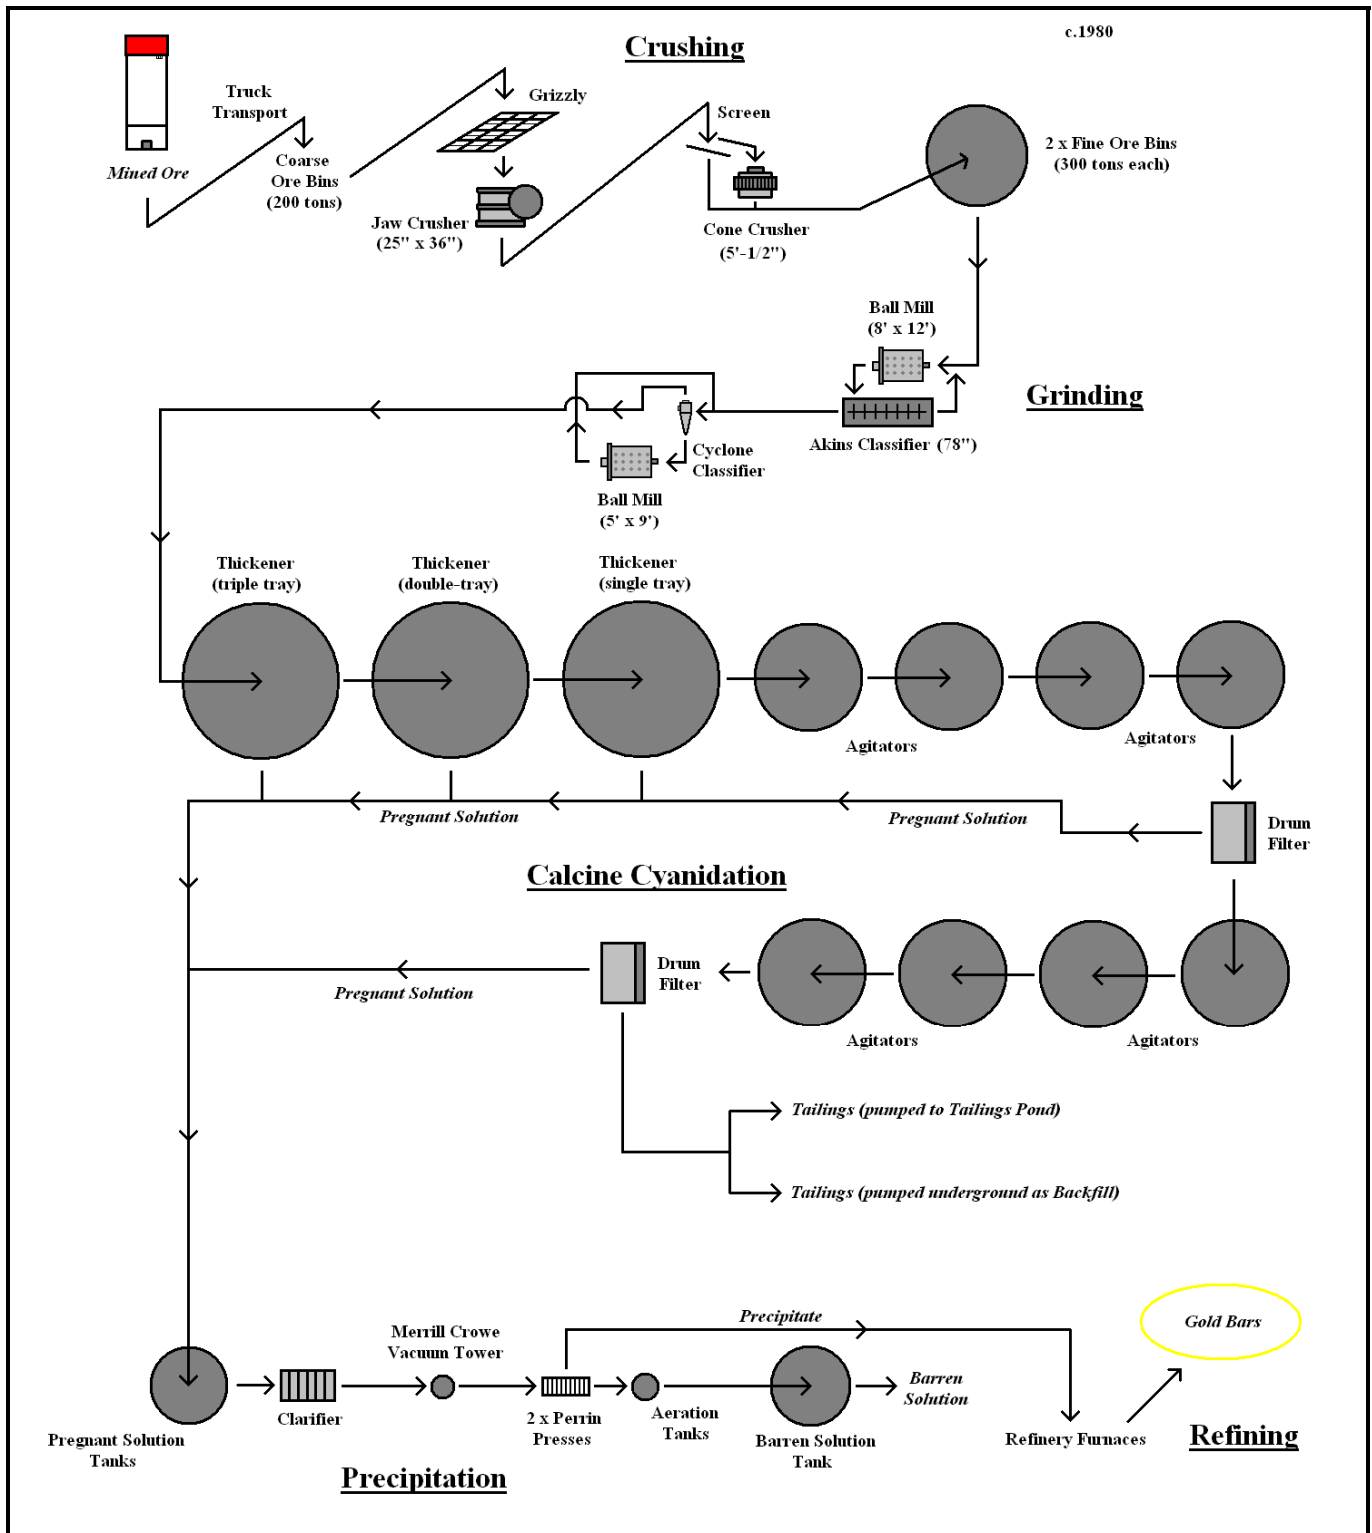 Crushing
c.1980
Truck
Transport
Mined Ore
Coarse
Ore Bins
(200 tons)
Grizzly
Jaw Crusher
(25" x 36")
Screen
Cone Crusher
(5'-1/2")
2 x Fine Ore Bins
(300 tons each)
Ball Mill
(8' x 12')
Grinding
Akins Classifier (78")
Cyclone
Classifier
Ball Mill
(5' x 9')
Thickener
(triple tray)
Thickener
(double-tray)
Thickener
(single tray)
Agitators
Agitators
Pregnant Solution
Pregnant Solution
Drum
Filter
Calcine Cyanidation
Drum
Filter
Pregnant Solution
Agitators
Agitators
Tailings (pumped to Tailings Pond)
Tailings (pumped underground as Backfill)
Precipitate
Gold Bars
Merrill Crowe
Vacuum Tower
Barren
Solution
Clarifier
2 x Perrin
Presses
Aeration
Tanks
Pregnant Solution
Tanks
Barren Solution
Tank
Refinery Furnaces
Refining
Precipitation